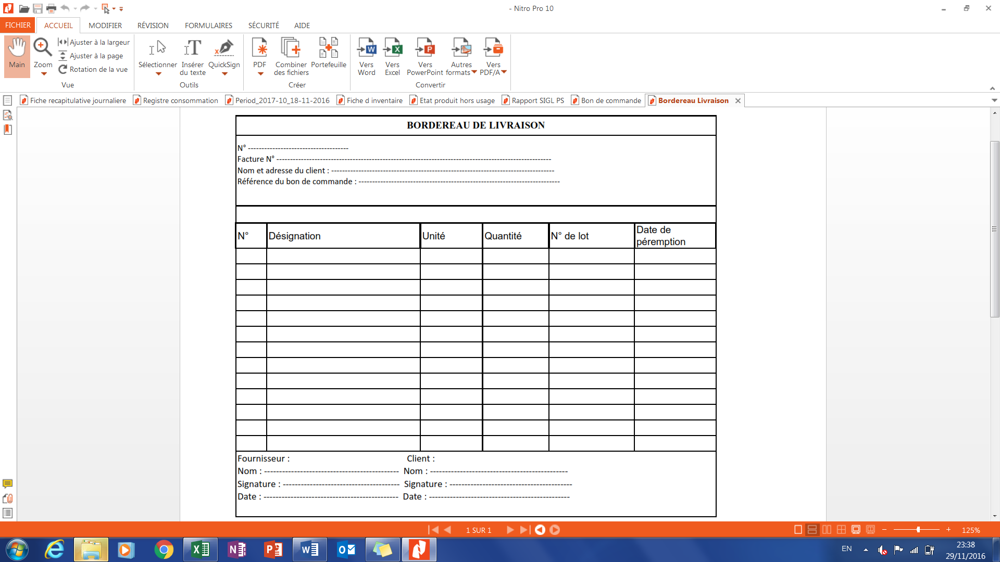 - Nitro Pro 10
FICHIER ACCUEIL MODIFIER RÉVISION FORMULAIRES SÉCURITÉ AIDE
Main Zoom Ajuster à la largeur
Ajuster à la page
Rotation de la vue
Vue
Sélectionner Insérer du texte QuickSign
Outils
PDF Combiner des fichiers Portefeuille
Créer
Vers Word Vers Excel Vers PowerPoint Autres formats Vers PDF/A
Convertir
Fiche recapitulative journaliere Registre consommation Period_2017-10_18-11-2016 Fiche d inventaire Etat produit hors usage Rapport SIGL PS Bon de commande Bordereau Livraison
BORDEREAU DE LIVRAISON
N° -------------------------------------
Facture N° -----------------------------------------------------------------------------------------------------
Nom et adresse du client : ----------------------------------------------------------------------------------
Référence du bon de commande : --------------------------------------------------------------------------
N° Désignation Unité Quantité N° de lot Date de péremption
Fournisseur : Client :
Nom : --------------------------------------------- Nom : ----------------------------------------------
Signature : --------------------------------------- Signature : -----------------------------------------
Date : --------------------------------------------- Date : -----------------------------------------------
1 SUR 1
125%
EN
23:38
29/11/2016